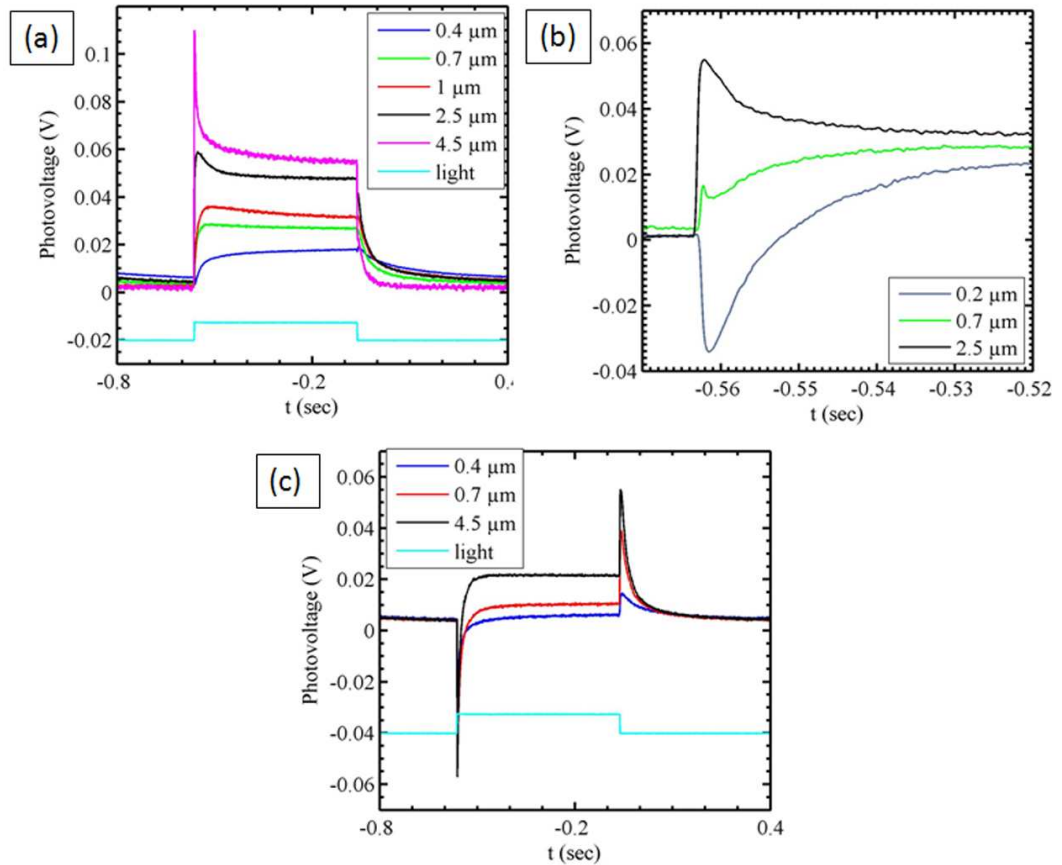 (a)
0.1
0.08
0.06
0.04
0.02
0
-0.02
Photovoltage (V)
0.4 µm
0.7 µm
1 µm
2.5 µm
4.5 µm
light
-0.8
-0.2
0.4
t (sec)
(b)
0.06
0.04
0.02
0
-0.02
-0.04
Photovoltage (V)
0.2 µm
0.7 µm
2.5 µm
-0.56
-0.55
-0.54
-0.53
-0.52
t (sec)
(c)
0.06
0.04
0.02
0
-0.02
-0.04
-0.06
Photovoltage (V)
0.4 µm
0.7 µm
4.5 µm
light
-0.8
-0.2
0.4
t (sec)